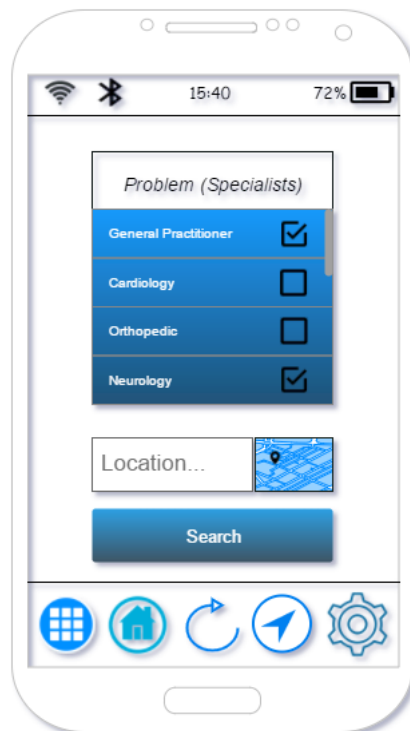 15:40 72%
Problem (Specialists)
General Practitioner
Cardiology
Orthopedic
Neurology
Location...
Search